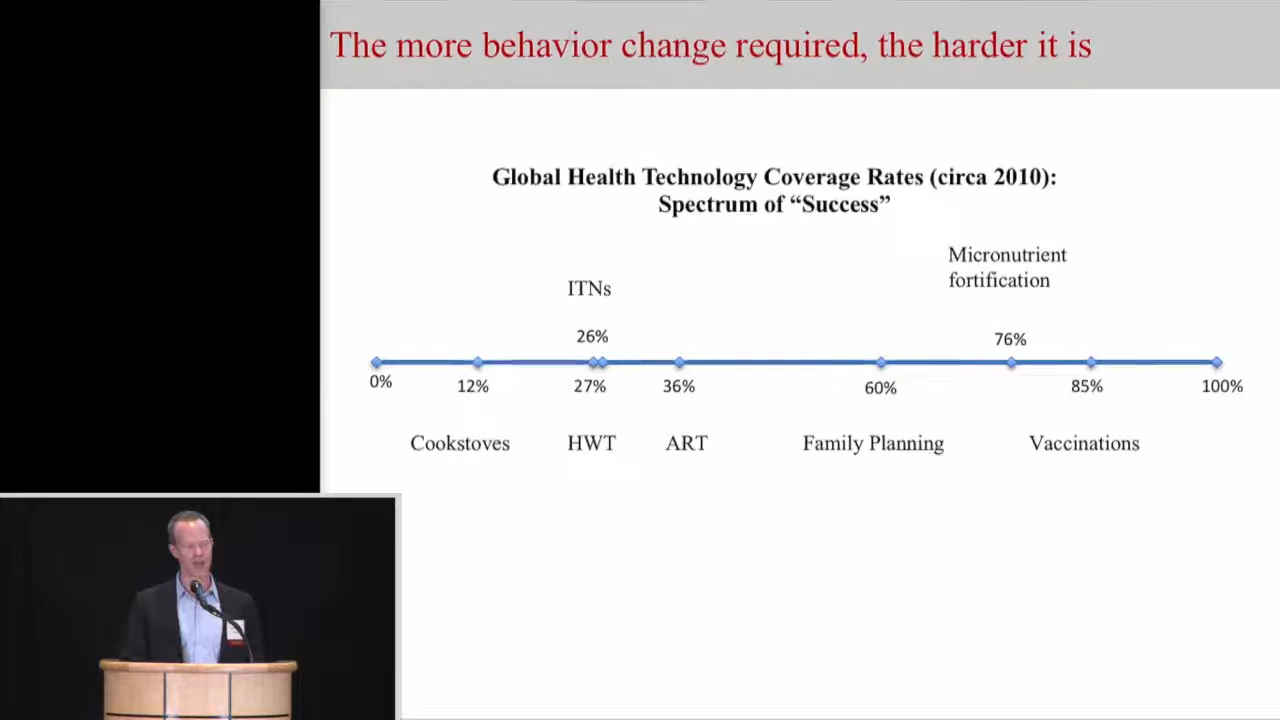 The more behavior change required, the harder it is
Global Health Technology Coverage Rates (circa 2010):
Spectrum of “Success”
Micronutrient
fortification
ITNs
26%
76%
0%
12%
27%
36%
60%
85%
100%
Cookstoves
HWT
ART
Family Planning
Vaccinations